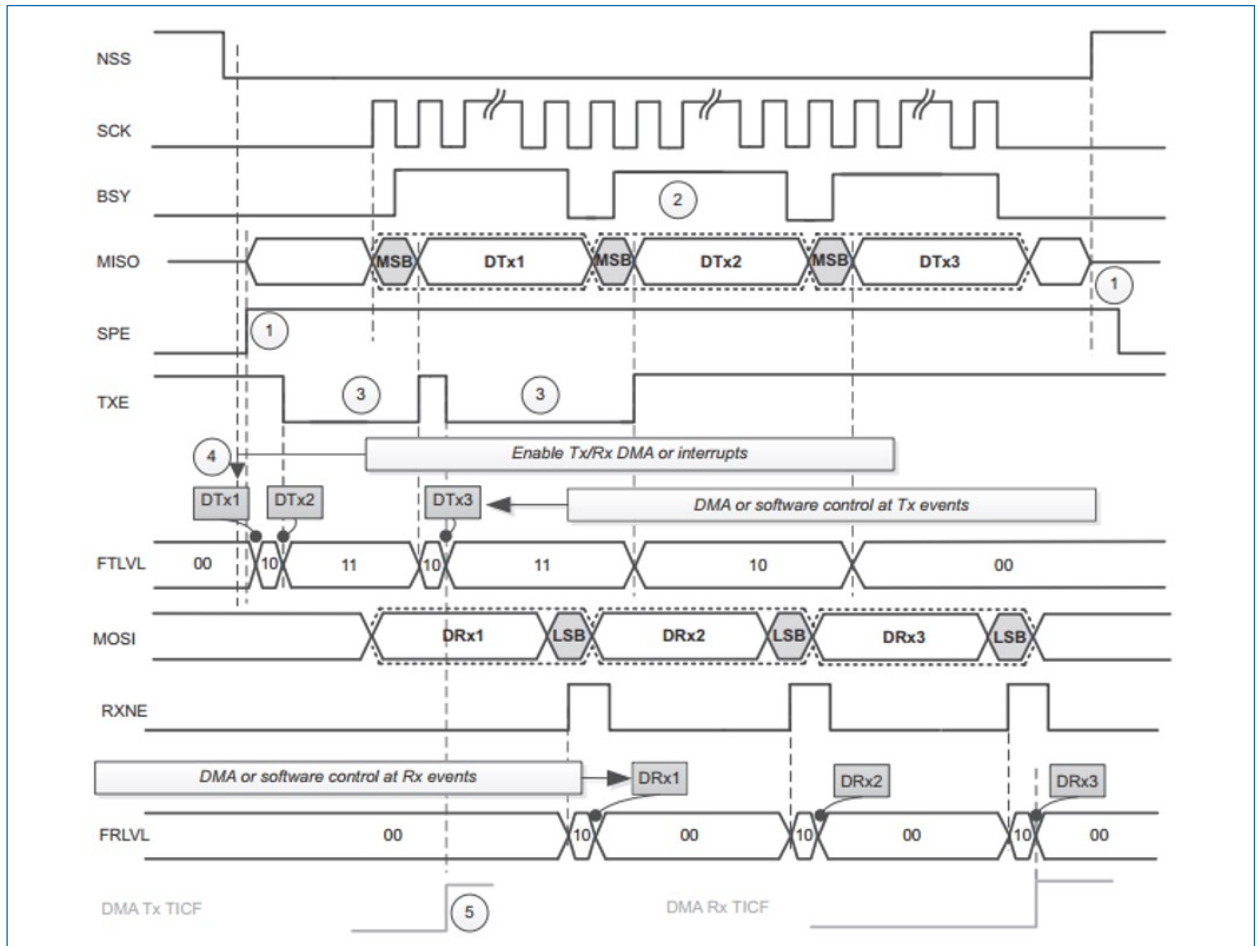 NSS
SCK
BSY
2
MISO
MSB DTx1 MSB DTx2 MSB DTx3
1
SPE
1
TXE
3 3
4
Enable Tx/Rx DMA or interrupts
DTx1 DTx2 DTx3
DMA or software control at Tx events
FTLVL
00 10 11 10 11 10 00
MOSI
DRx1 LSB DRx2 LSB DRx3 LSB
RXNE
DMA or software control at Rx events
DRx1 DRx2 DRx3
FRLVL
00 10 00 10 00 10 00
DMA Tx TICF
5
DMA Rx TICF